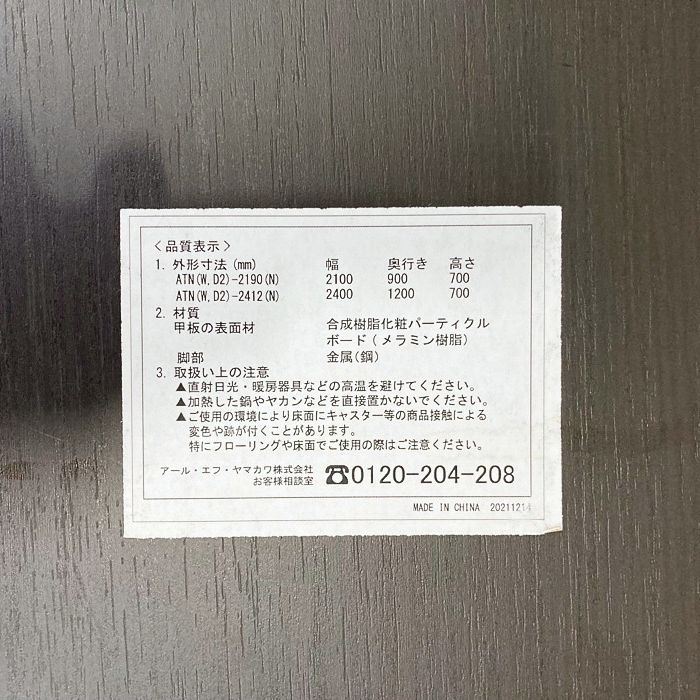 <品質表示>
1. 外形寸法(mm) 幅 奥行き 高さ
ATN(W,D2)-2190(N) 2100 900 700
ATN(W,D2)-2412(N) 2400 1200 700
2. 材質
甲板の表面材 合成樹脂化粧パーティクル
ボード(メラミン樹脂)
脚部 金属(鋼)
3. 取扱い上の注意
▲直射日光・暖房器具などの高温を避けてください。
▲加熱した鍋やヤカンなどを直接置かないでください。
▲ご使用の環境により床面にキャスター等の商品接触による
変色や跡が付くことがあります。
特にフローリングや床面でご使用の際はご注意ください。
アール・エフ・ヤマカワ株式会社
お客様相談室 ☎0120-204-208
MADE IN CHINA 20211214